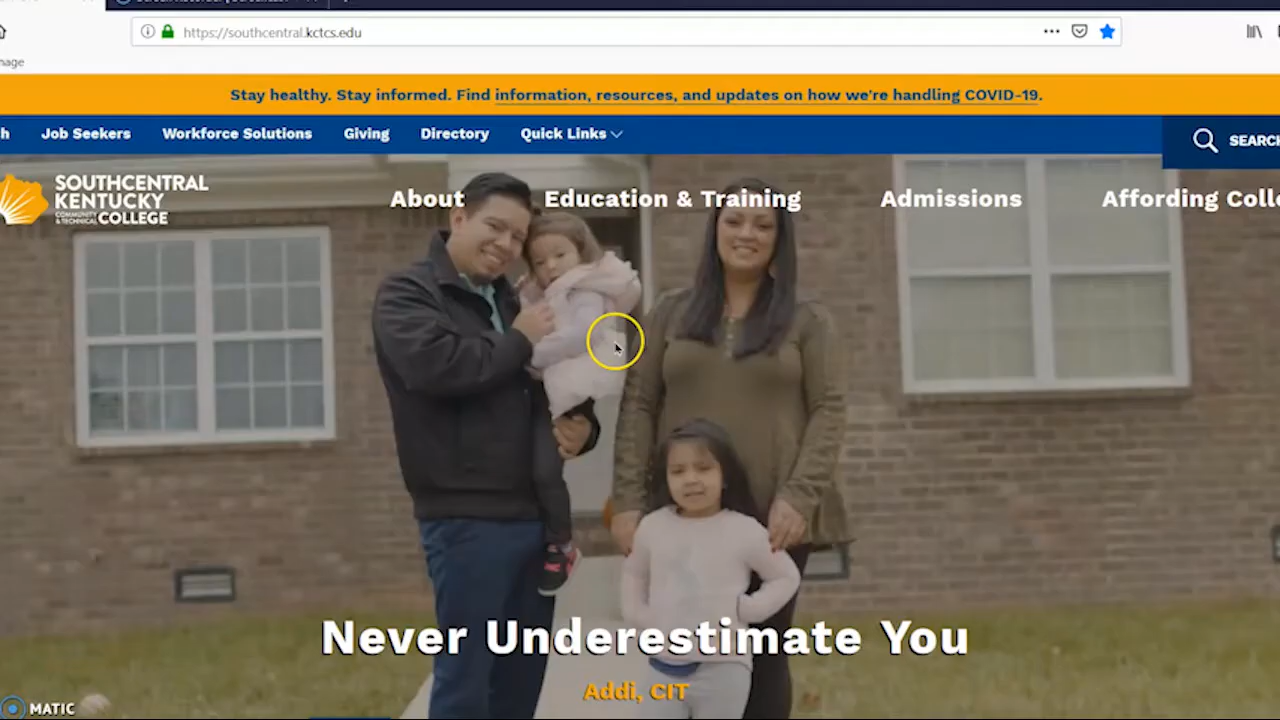 https://southcentral.kctcs.edu
nage
Stay healthy. Stay informed. Find information, resources, and updates on how we're handling COVID-19.
h Job Seekers Workforce Solutions Giving Directory Quick Links SEARCH
SOUTHCENTRAL
KENTUCKY
COMMUNITY & TECHNICAL COLLEGE
About Education & Training Admissions Affording Colle
Never Underestimate You
Addi, CIT
MATIC